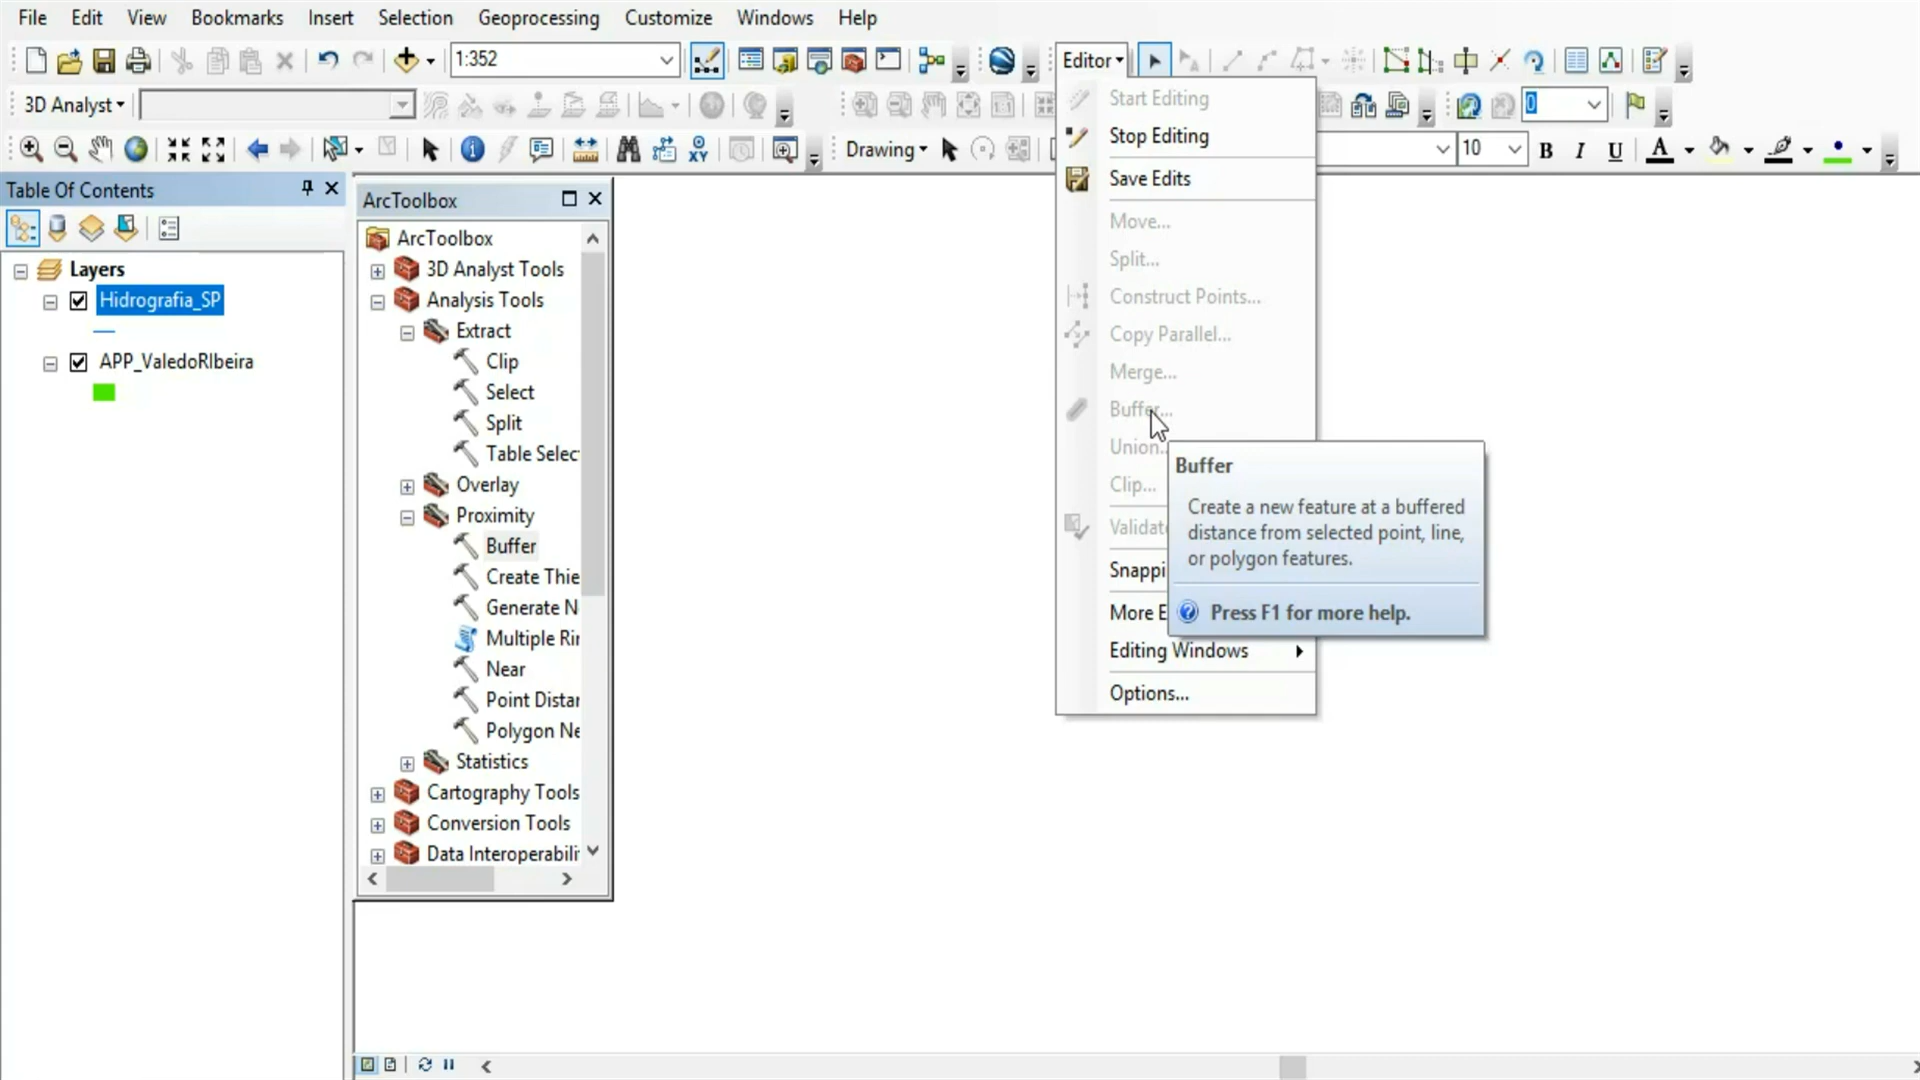 File Edit View Bookmarks Insert Selection Geoprocessing Customize Windows Help
1:352
Editor
3D Analyst
0
Drawing
10 B I U A
Table Of Contents
Layers
Hidrografia_SP
APP_ValedoRIbeira
ArcToolbox
ArcToolbox
3D Analyst Tools
Analysis Tools
Extract
Clip
Select
Split
Table Selec
Overlay
Proximity
Buffer
Create Thie
Generate N
Multiple Rin
Near
Point Distan
Polygon Ne
Statistics
Cartography Tools
Conversion Tools
Data Interoperabili
Start Editing
Stop Editing
Save Edits
Move...
Split...
Construct Points...
Copy Parallel...
Merge...
Buffer...
Union..
Clip...
Validat
Snappi
More E
Editing Windows
Options...
Buffer
Create a new feature at a buffered
distance from selected point, line,
or polygon features.
Press F1 for more help.